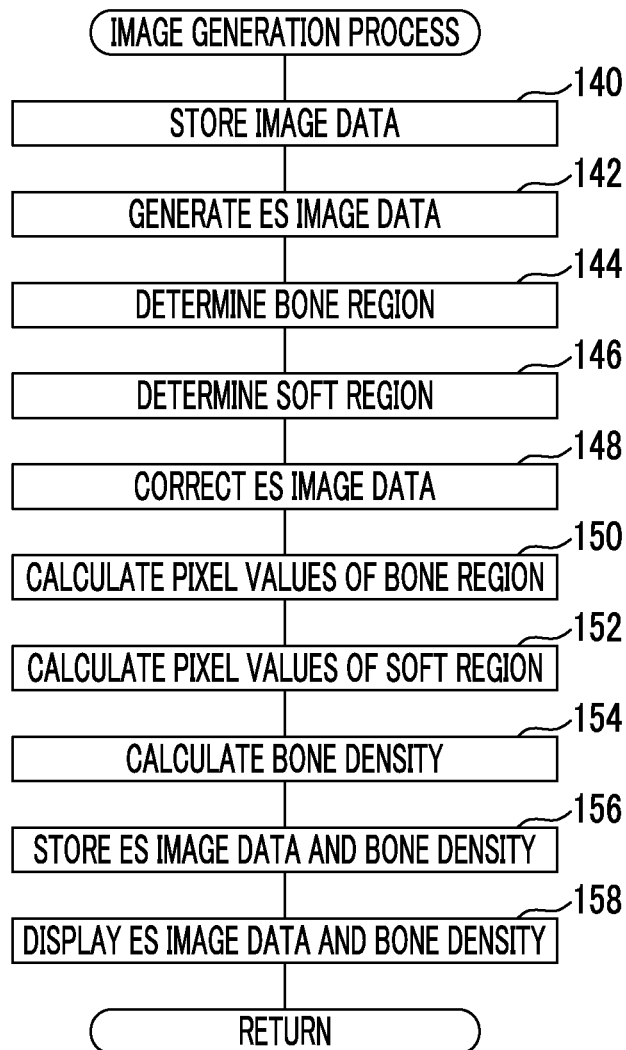 IMAGE GENERATION PROCESS
140
STORE IMAGE DATA
142
GENERATE ES IMAGE DATA
144
DETERMINE BONE REGION
146
DETERMINE SOFT REGION
148
CORRECT ES IMAGE DATA
150
CALCULATE PIXEL VALUES OF BONE REGION
152
CALCULATE PIXEL VALUES OF SOFT REGION
154
CALCULATE BONE DENSITY
156
STORE ES IMAGE DATA AND BONE DENSITY
158
DISPLAY ES IMAGE DATA AND BONE DENSITY
RETURN